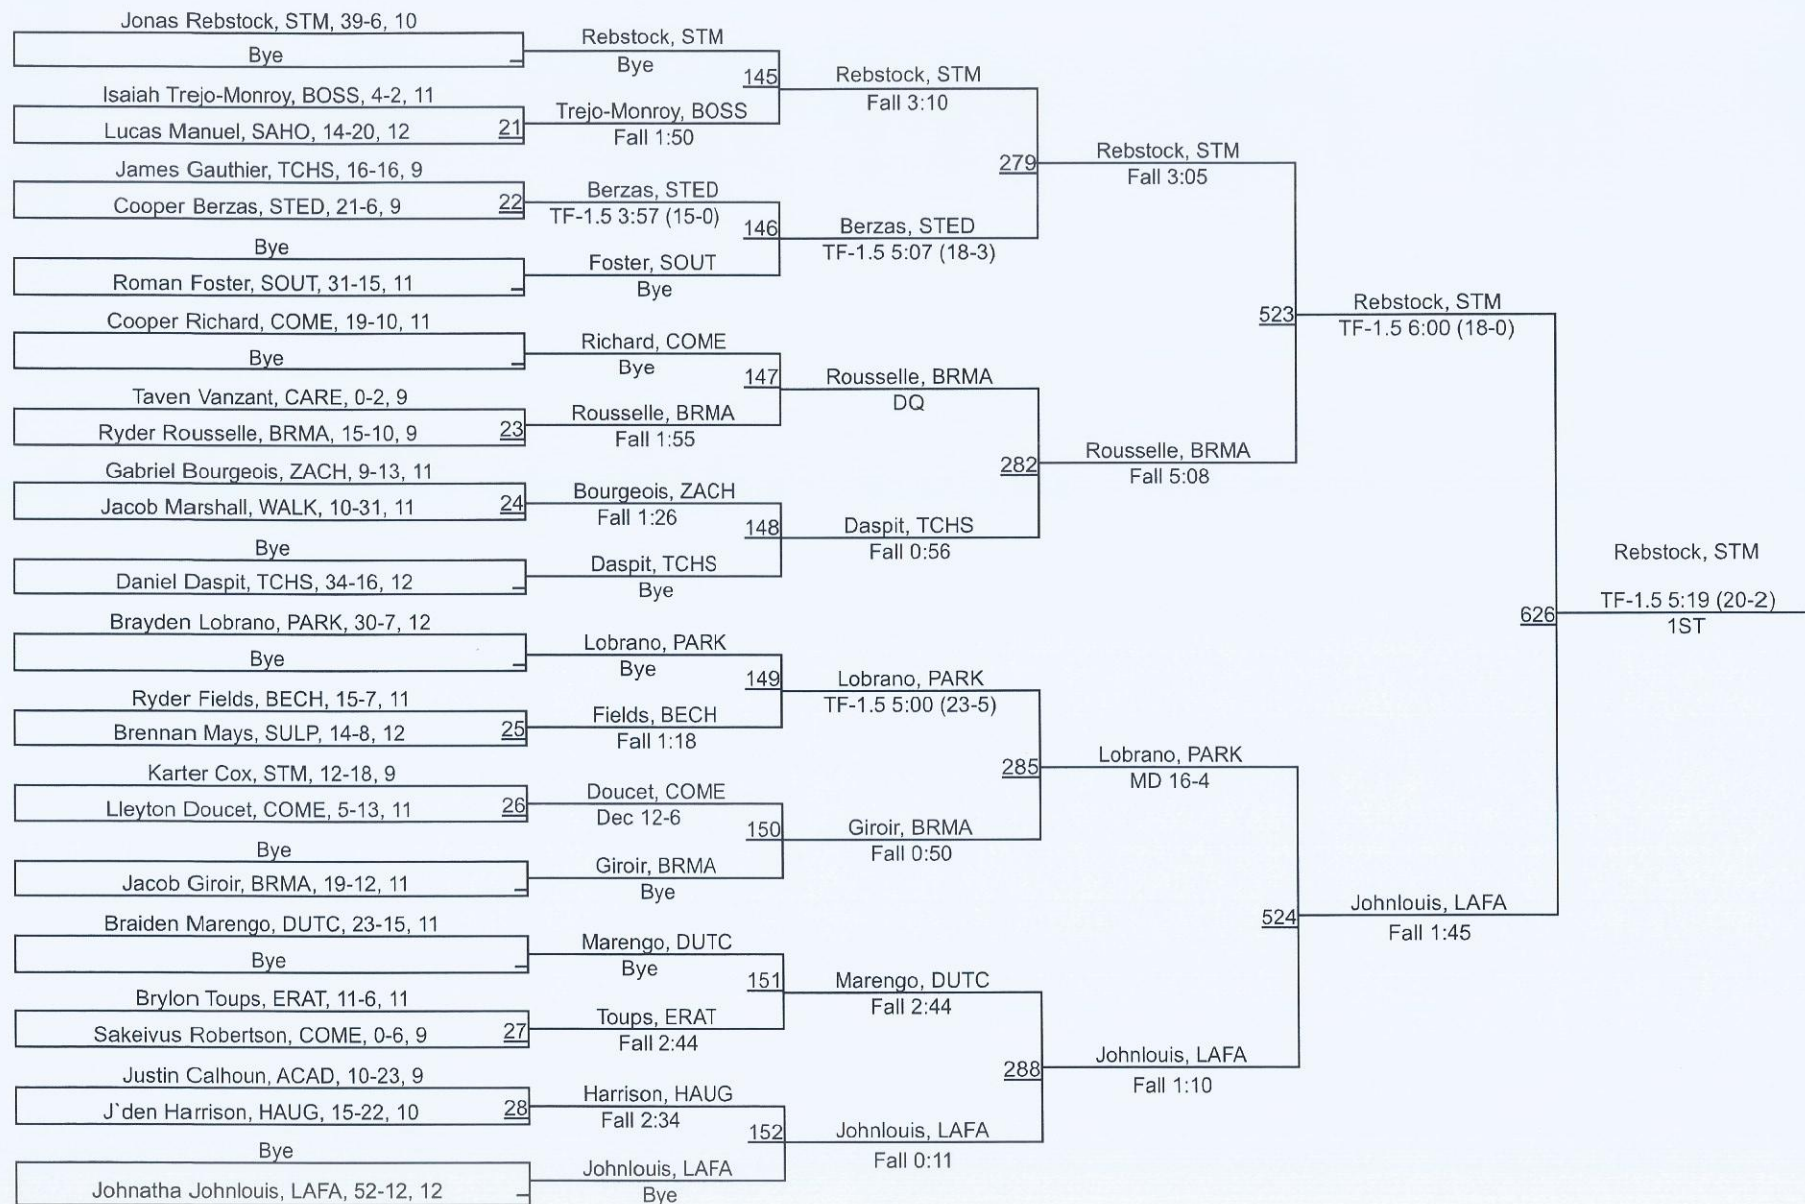 Jonas Rebstock, STM, 39-6, 10
Bye
Isaiah Trejo-Monroy, BOSS, 4-2, 11
Lucas Manuel, SAHO, 14-20, 12
21
James Gauthier, TCHS, 16-16, 9
Cooper Berzas, STED, 21-6, 9
22
Bye
Roman Foster, SOUT, 31-15, 11
Cooper Richard, COME, 19-10, 11
Bye
Taven Vanzant, CARE, 0-2, 9
Ryder Rousselle, BRMA, 15-10, 9
23
Gabriel Bourgeois, ZACH, 9-13, 11
Jacob Marshall, WALK, 10-31, 11
24
Bye
Daniel Daspit, TCHS, 34-16, 12
Brayden Lobrano, PARK, 30-7, 12
Bye
Ryder Fields, BECH, 15-7, 11
Brennan Mays, SULP, 14-8, 12
25
Karter Cox, STM, 12-18, 9
Lleyton Doucet, COME, 5-13, 11
26
Bye
Jacob Giroir, BRMA, 19-12, 11
Braiden Marengo, DUTC, 23-15, 11
Bye
Brylon Toups, ERAT, 11-6, 11
Sakeivus Robertson, COME, 0-6, 9
27
Justin Calhoun, ACAD, 10-23, 9
J`den Harrison, HAUG, 15-22, 10
28
Bye
Johnatha Johnlouis, LAFA, 52-12, 12
Rebstock, STM
Bye
145
Trejo-Monroy, BOSS
Fall 1:50
Berzas, STED
TF-1.5 3:57 (15-0)
146
Foster, SOUT
Bye
Richard, COME
Bye
147
Rousselle, BRMA
Fall 1:55
Bourgeois, ZACH
Fall 1:26
148
Daspit, TCHS
Bye
Lobrano, PARK
Bye
149
Fields, BECH
Fall 1:18
Doucet, COME
Dec 12-6
150
Giroir, BRMA
Bye
Marengo, DUTC
Bye
151
Toups, ERAT
Fall 2:44
Harrison, HAUG
Fall 2:34
152
Johnlouis, LAFA
Bye
Rebstock, STM
Fall 3:10
279
Berzas, STED
TF-1.5 5:07 (18-3)
Rousselle, BRMA
DQ
282
Daspit, TCHS
Fall 0:56
Lobrano, PARK
TF-1.5 5:00 (23-5)
285
Giroir, BRMA
Fall 0:50
Marengo, DUTC
Fall 2:44
288
Johnlouis, LAFA
Fall 0:11
Rebstock, STM
Fall 3:05
523
Rousselle, BRMA
Fall 5:08
Lobrano, PARK
MD 16-4
524
Johnlouis, LAFA
Fall 1:10
Rebstock, STM
TF-1.5 6:00 (18-0)
626
Johnlouis, LAFA
Fall 1:45
Rebstock, STM
TF-1.5 5:19 (20-2)
1ST